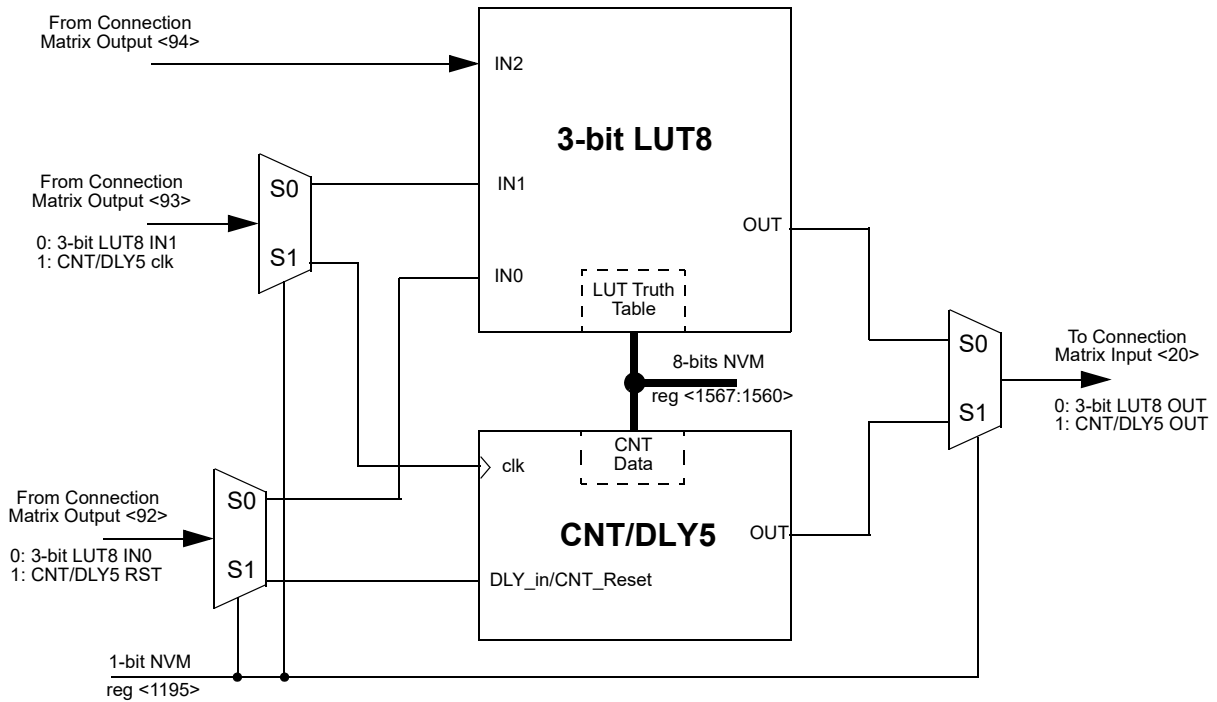 From Connection
Matrix Output <94>
IN2
3-bit LUT8
From Connection
Matrix Output <93>
0: 3-bit LUT8 IN1
1: CNT/DLY5 clk
S0
S1
IN1
IN0
OUT
LUT Truth
Table
8-bits NVM
reg <1567:1560>
S0
S1
To Connection
Matrix Input <20>
0: 3-bit LUT8 OUT
1: CNT/DLY5 OUT
CNT
Data
clk
CNT/DLY5
OUT
DLY_in/CNT_Reset
From Connection
Matrix Output <92>
0: 3-bit LUT8 IN0
1: CNT/DLY5 RST
S0
S1
1-bit NVM
reg <1195>